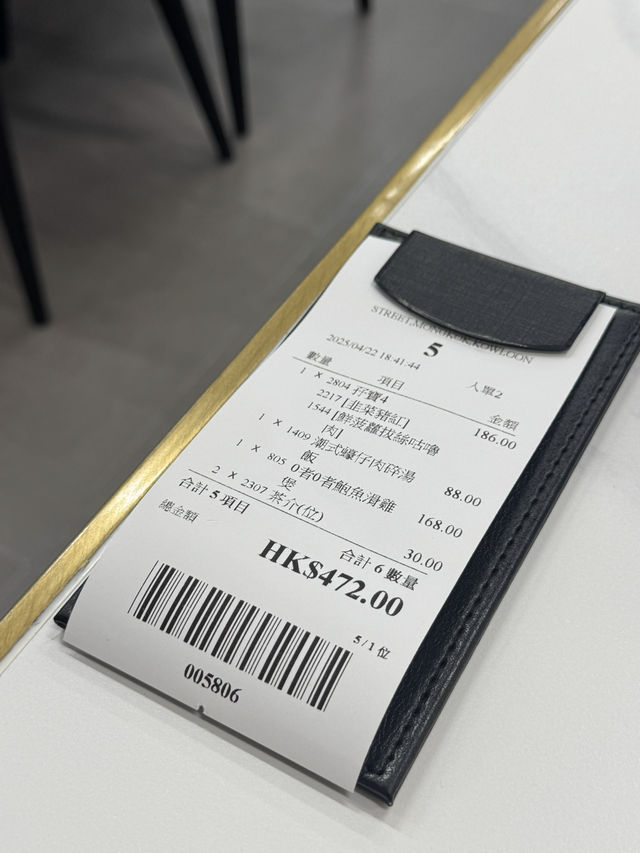 STREET,MONGKOK,KOWLOON
5
2025/04/22 18:41:44 人單2
數量 項目 金額
1 x 2804 孖寶4 186.00
2217 [韭菜豬紅]
1544 [鮮菠蘿拔絲咕嚕
肉]
1 x 1409 潮式蠔仔肉碎湯 88.00
飯
1 x 805 0者0者鮑魚滑雞 168.00
煲
2 x 2307 茶介(位) 30.00
合計 5 項目 合計 6 數量
總金額
HK$472.00
5/1位
005806